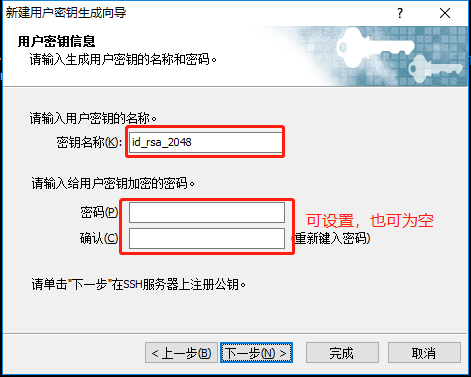 新建用户密钥生成向导
用户密钥信息
请输入生成用户密钥的名称和密码。
请输入用户密钥的名称。
密钥名称(K): id_rsa_2048
请输入给用户密钥加密的密码。
密码(P)
可设置，也可为空
确认(C)
(重新键入密码)
请单击"下一步"在SSH服务器上注册公钥。
< 上一步(B) 下一步(N) > 完成 取消